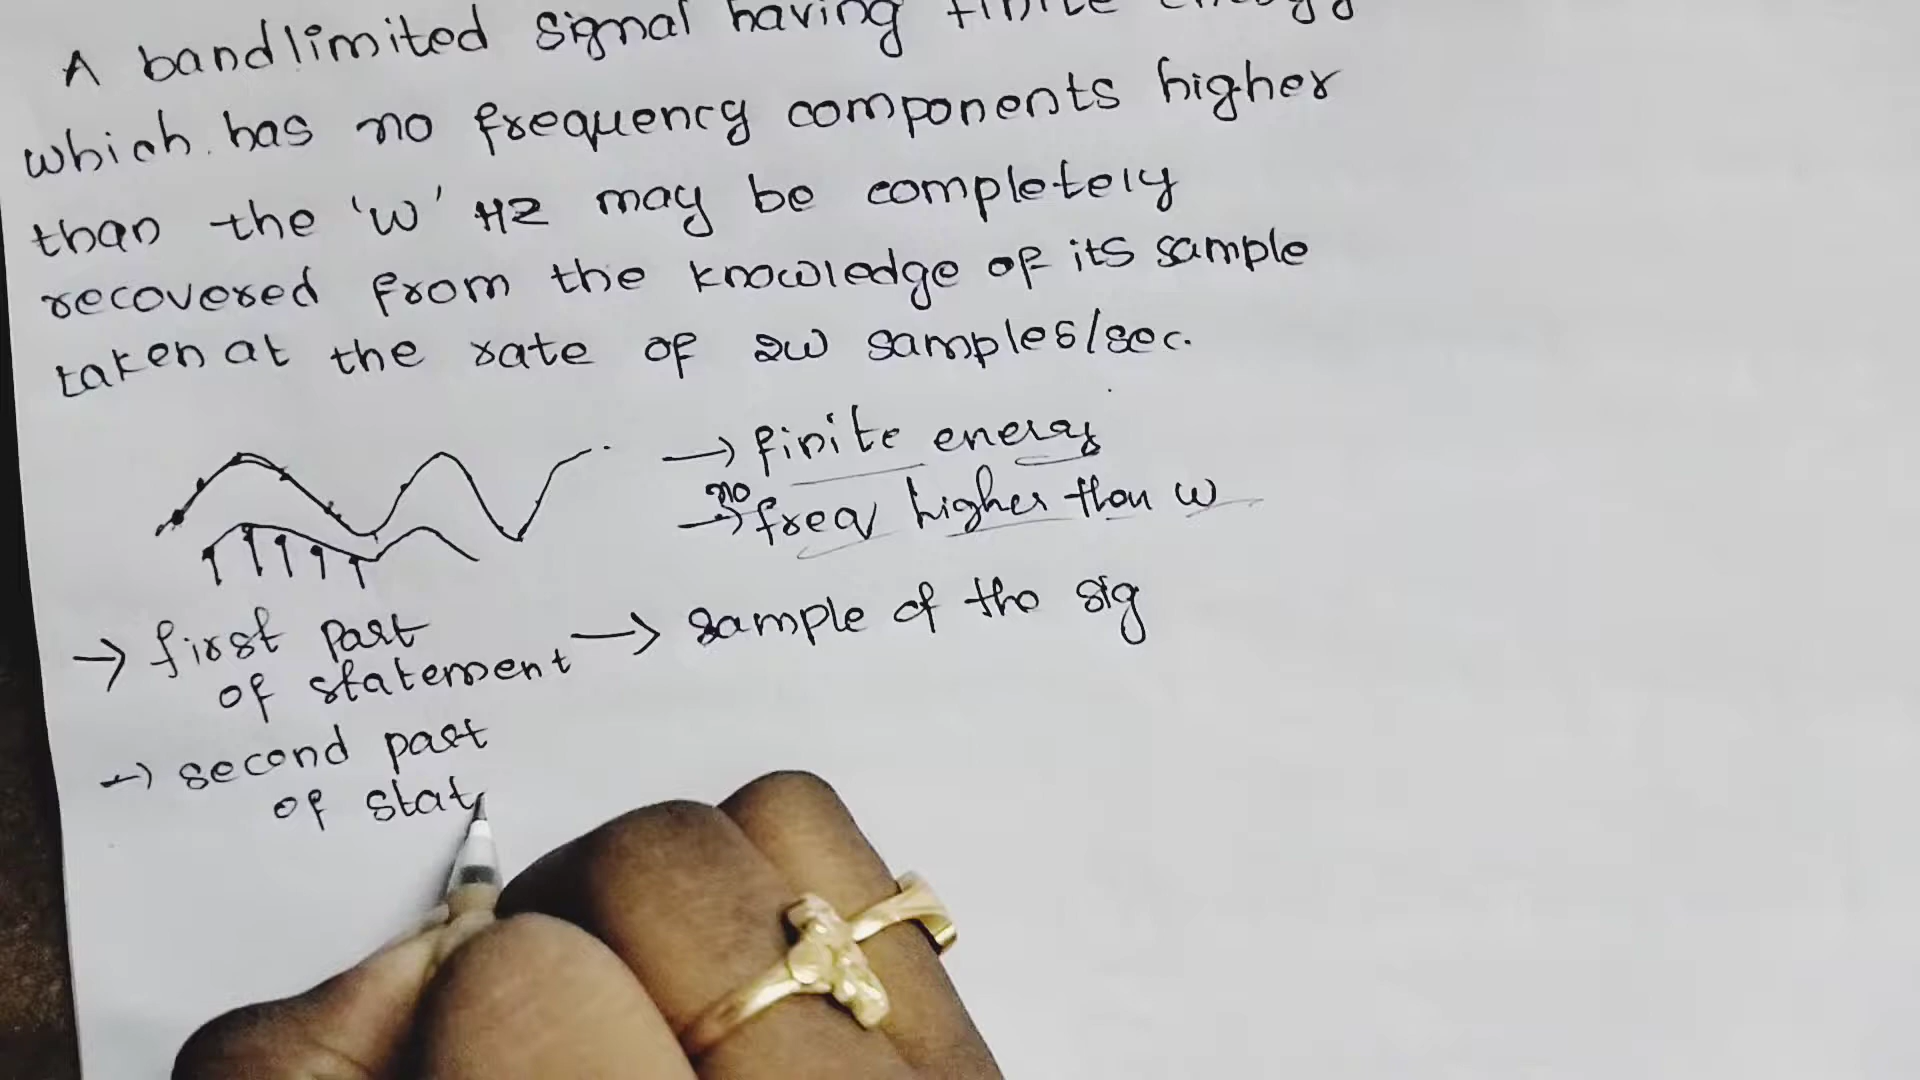 A bandlimited signal having finite energy
which has no frequency components higher
than the 'W' HZ may be completely
recovered from the knowledge of its sample
taken at the rate of 2W samples/sec.
→ finite energy
→ no freq higher than W
→ first part
of statement → sample of the sig
→ second part
of stat